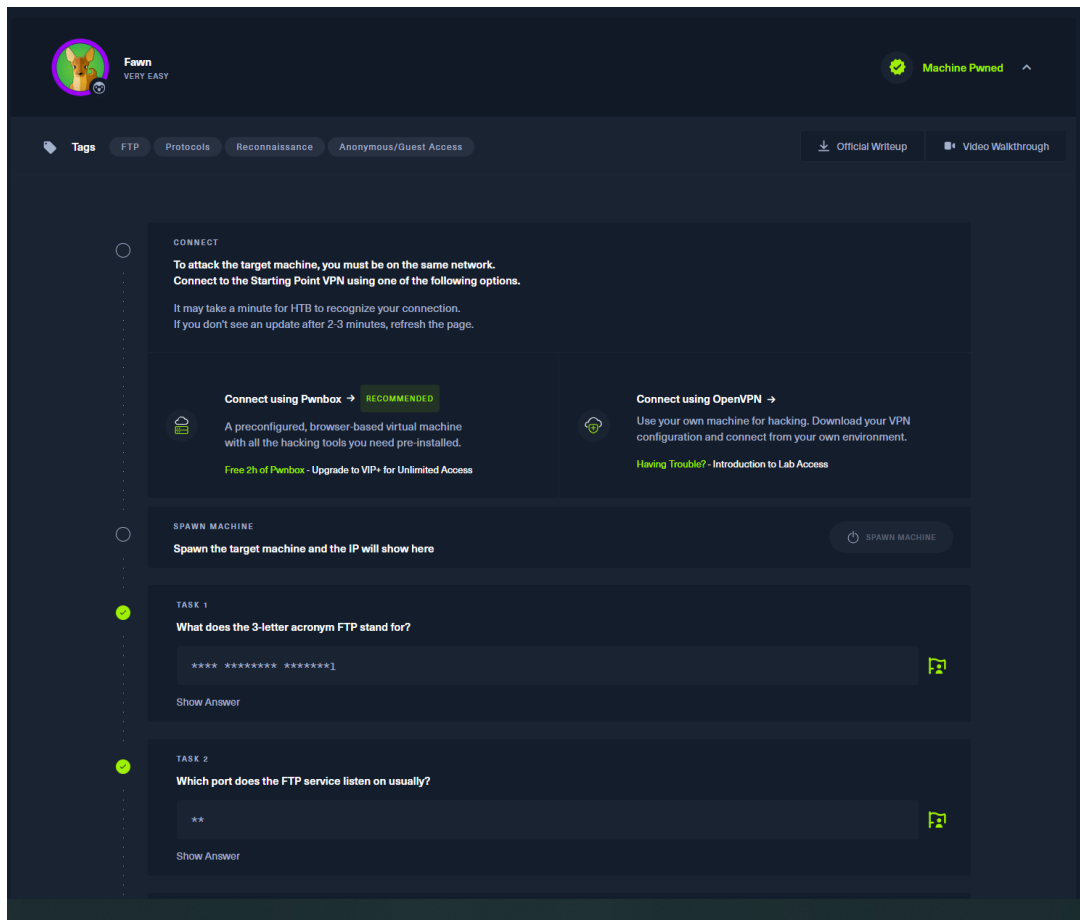 Fawn
VERY EASY
Machine Pwned
Tags
FTP
Protocols
Reconnaissance
Anonymous/Guest Access
Official Writeup
Video Walkthrough
CONNECT
To attack the target machine, you must be on the same network.
Connect to the Starting Point VPN using one of the following options.
It may take a minute for HTB to recognize your connection.
If you don't see an update after 2-3 minutes, refresh the page.
Connect using Pwnbox → RECOMMENDED
A preconfigured, browser-based virtual machine
with all the hacking tools you need pre-installed.
Free 2h of Pwnbox - Upgrade to VIP+ for Unlimited Access
Connect using OpenVPN →
Use your own machine for hacking. Download your VPN
configuration and connect from your own environment.
Having Trouble? - Introduction to Lab Access
SPAWN MACHINE
Spawn the target machine and the IP will show here
SPAWN MACHINE
TASK 1
What does the 3-letter acronym FTP stand for?
**** ******** *******l
Show Answer
TASK 2
Which port does the FTP service listen on usually?
**
Show Answer